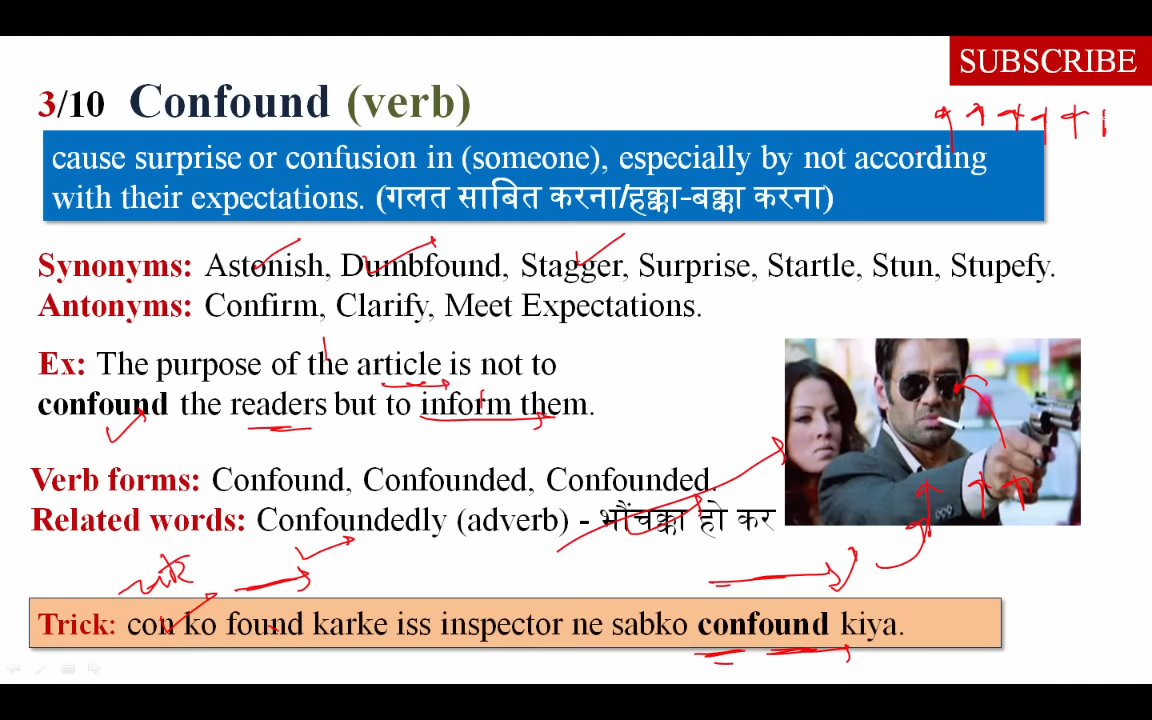 SUBSCRIBE
3/10 Confound (verb)
cause surprise or confusion in (someone), especially by not according
with their expectations. (गलत साबित करना/हक्का-बक्का करना)
Synonyms: Astonish, Dumbfound, Stagger, Surprise, Startle, Stun, Stupefy.
Antonyms: Confirm, Clarify, Meet Expectations.
Ex: The purpose of the article is not to
confound the readers but to inform them.
Verb forms: Confound, Confounded, Confounded.
Related words: Confoundedly (adverb) - भौंचक्का हो कर
Trick: con ko found karke iss inspector ne sabko confound kiya.